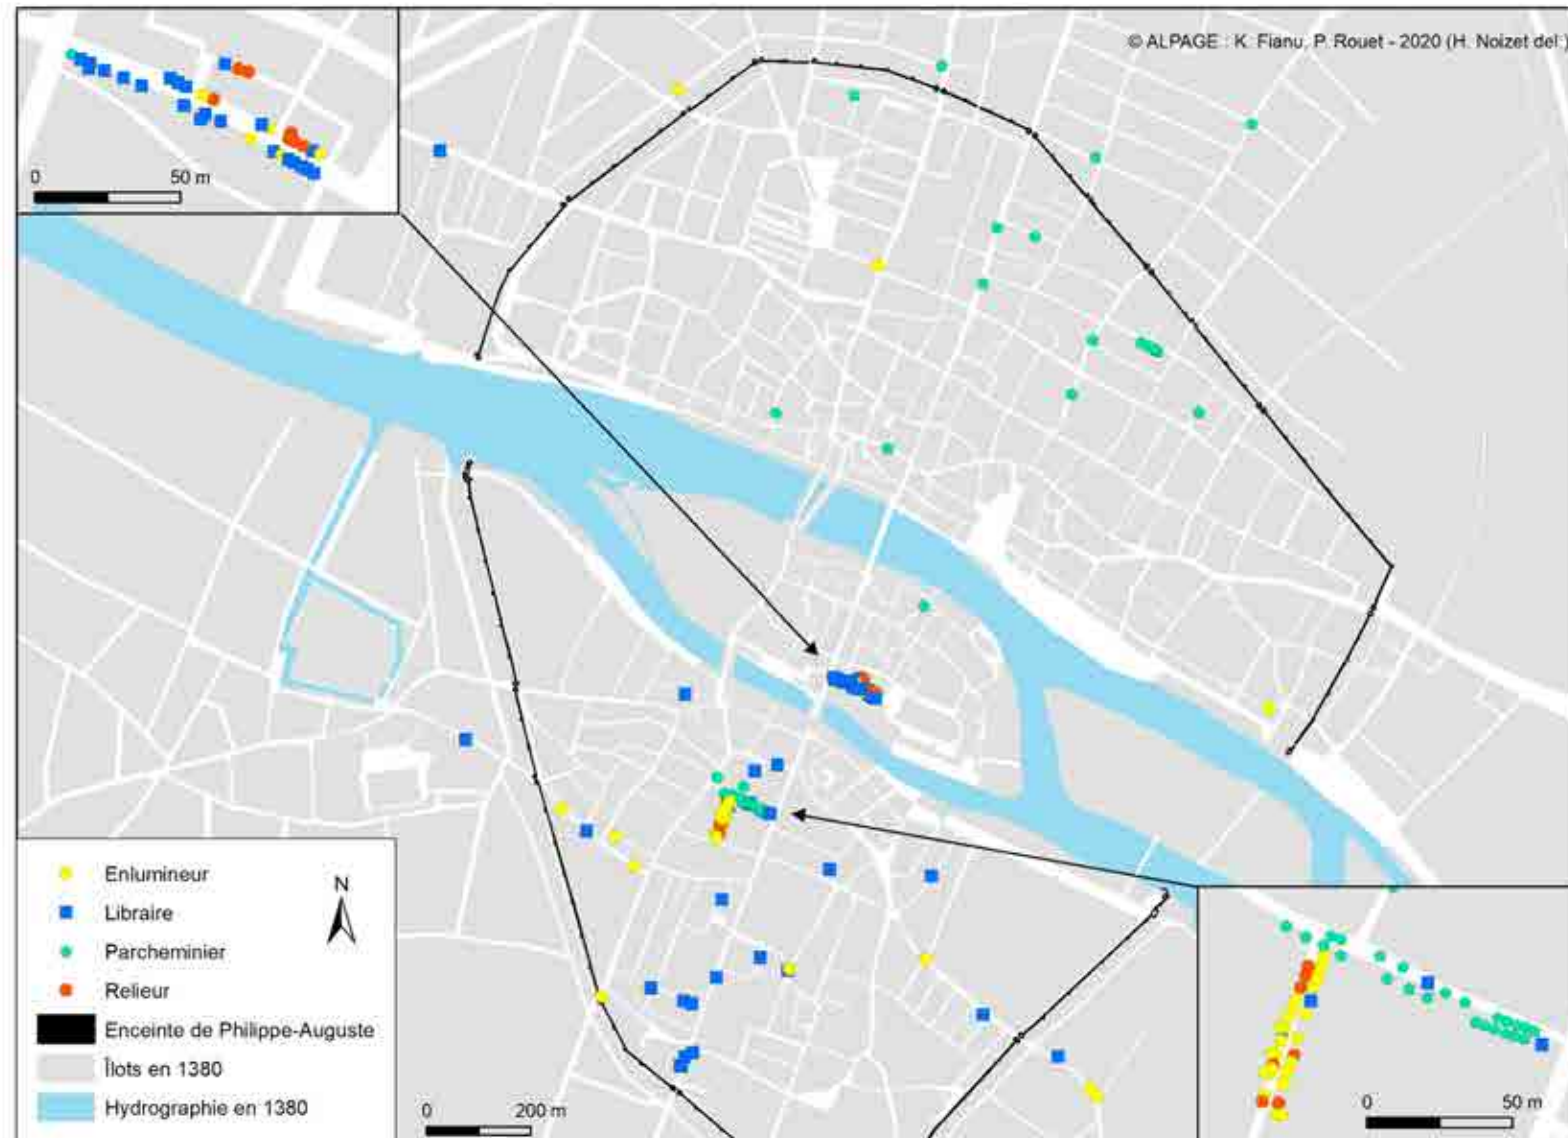 © ALPAGE : K. Fianu, P. Rouet - 2020 (H. Noizet del )
0 50 m
Enlumineur
Libraire
Parcheminier
Relieur
Enceinte de Philippe-Auguste
Îlots en 1380
Hydrographie en 1380
N
0 200 m
0 50 m